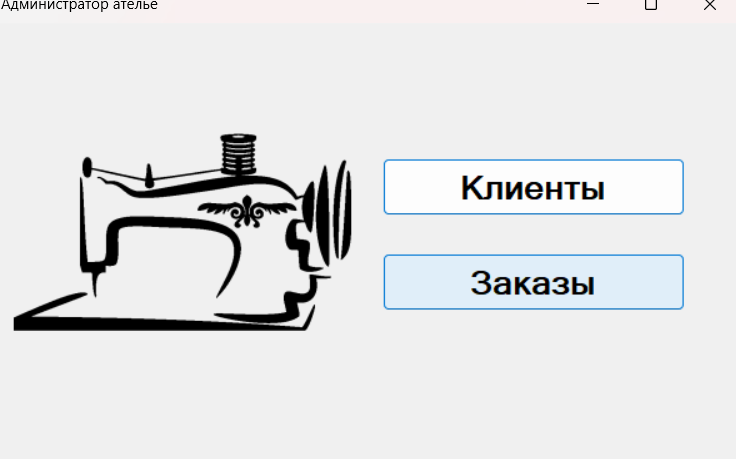 Администратор ателье
Клиенты
Заказы